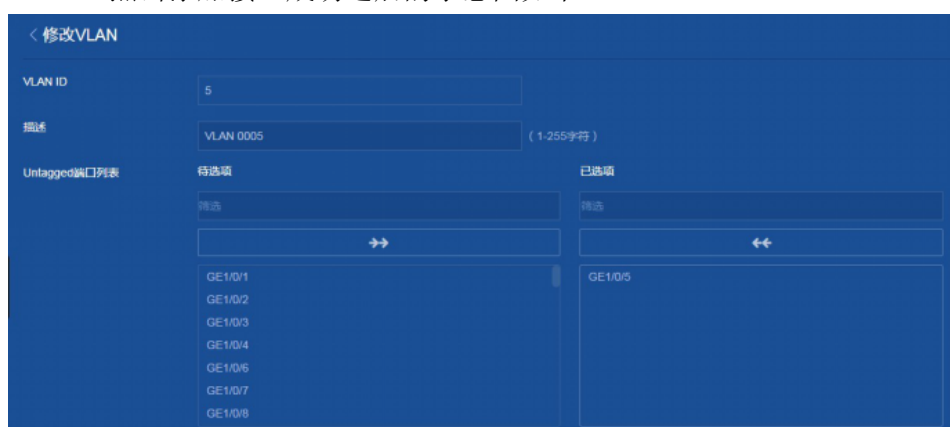 < 修改VLAN
VLAN ID
5
描述
VLAN 0005
（1-255字符）
Untagged端口列表
待选项
已选项
筛选
筛选
GE1/0/1
GE1/0/5
GE1/0/2
GE1/0/3
GE1/0/4
GE1/0/6
GE1/0/7
GE1/0/8